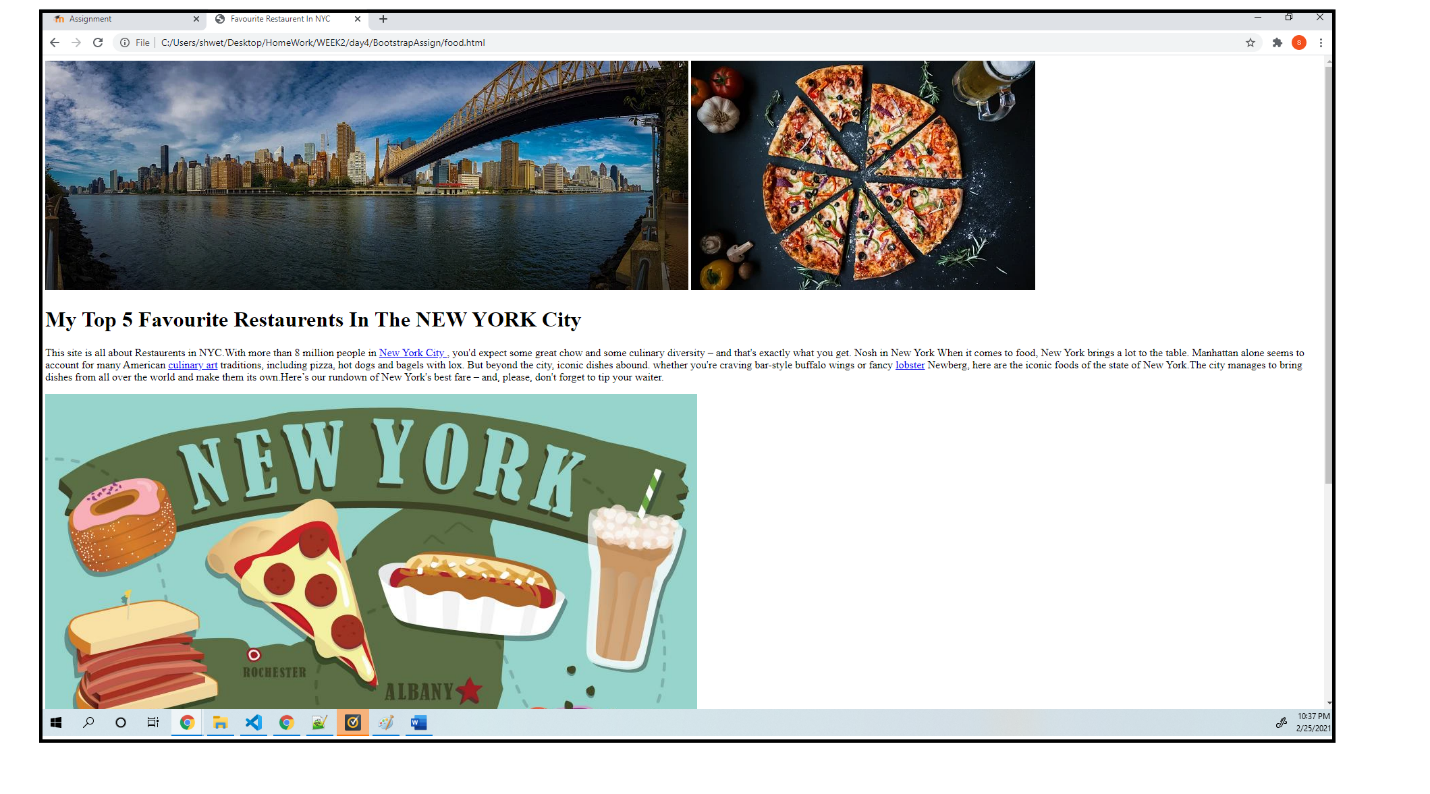 Assignment
Favourite Restaurent In NYC
File
C:/Users/shwet/Desktop/HomeWork/WEEK2/day4/BootstrapAssign/food.html
S
My Top 5 Favourite Restaurents In The NEW YORK City
This site is all about Restaurents in NYC.With more than 8 million people in New York City , you'd expect some great chow and some culinary diversity – and that's exactly what you get. Nosh in New York When it comes to food, New York brings a lot to the table. Manhattan alone seems to
account for many American culinary art traditions, including pizza, hot dogs and bagels with lox. But beyond the city, iconic dishes abound. whether you're craving bar-style buffalo wings or fancy lobster Newberg, here are the iconic foods of the state of New York.The city manages to bring
dishes from all over the world and make them its own.Here's our rundown of New York's best fare – and, please, don't forget to tip your waiter.
NEW YORK
ROCHESTER
ALBANY
10:37 PM
2/25/2021